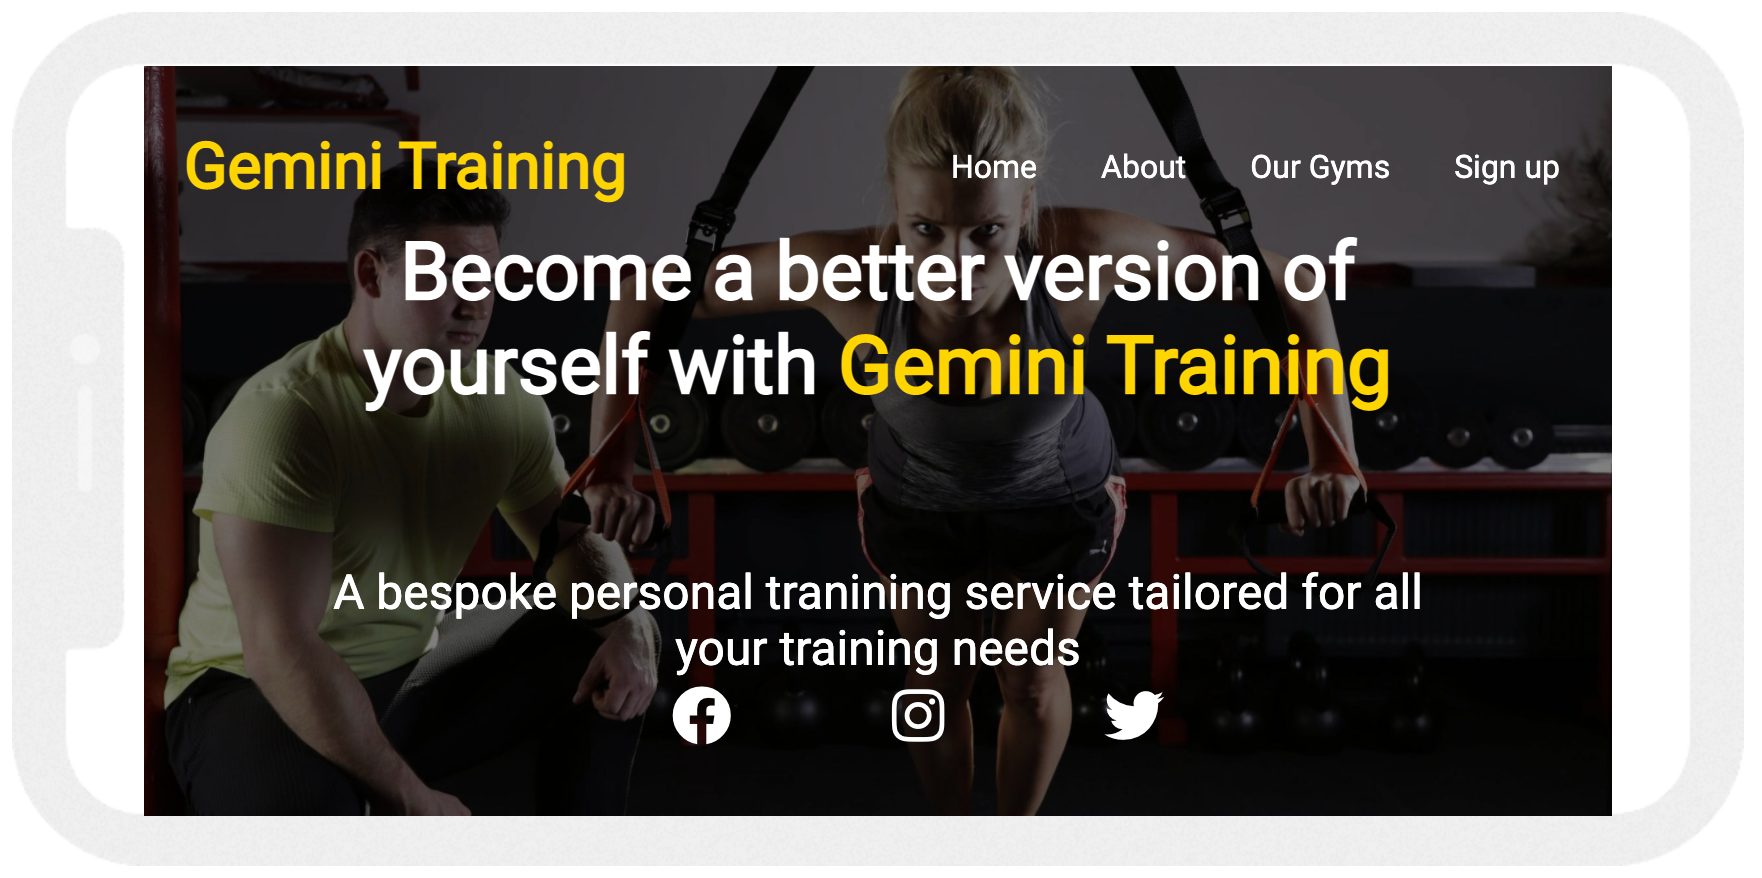 Gemini Training
Home About Our Gyms Sign up
Become a better version of
yourself with Gemini Training
A bespoke personal tranining service tailored for all
your training needs